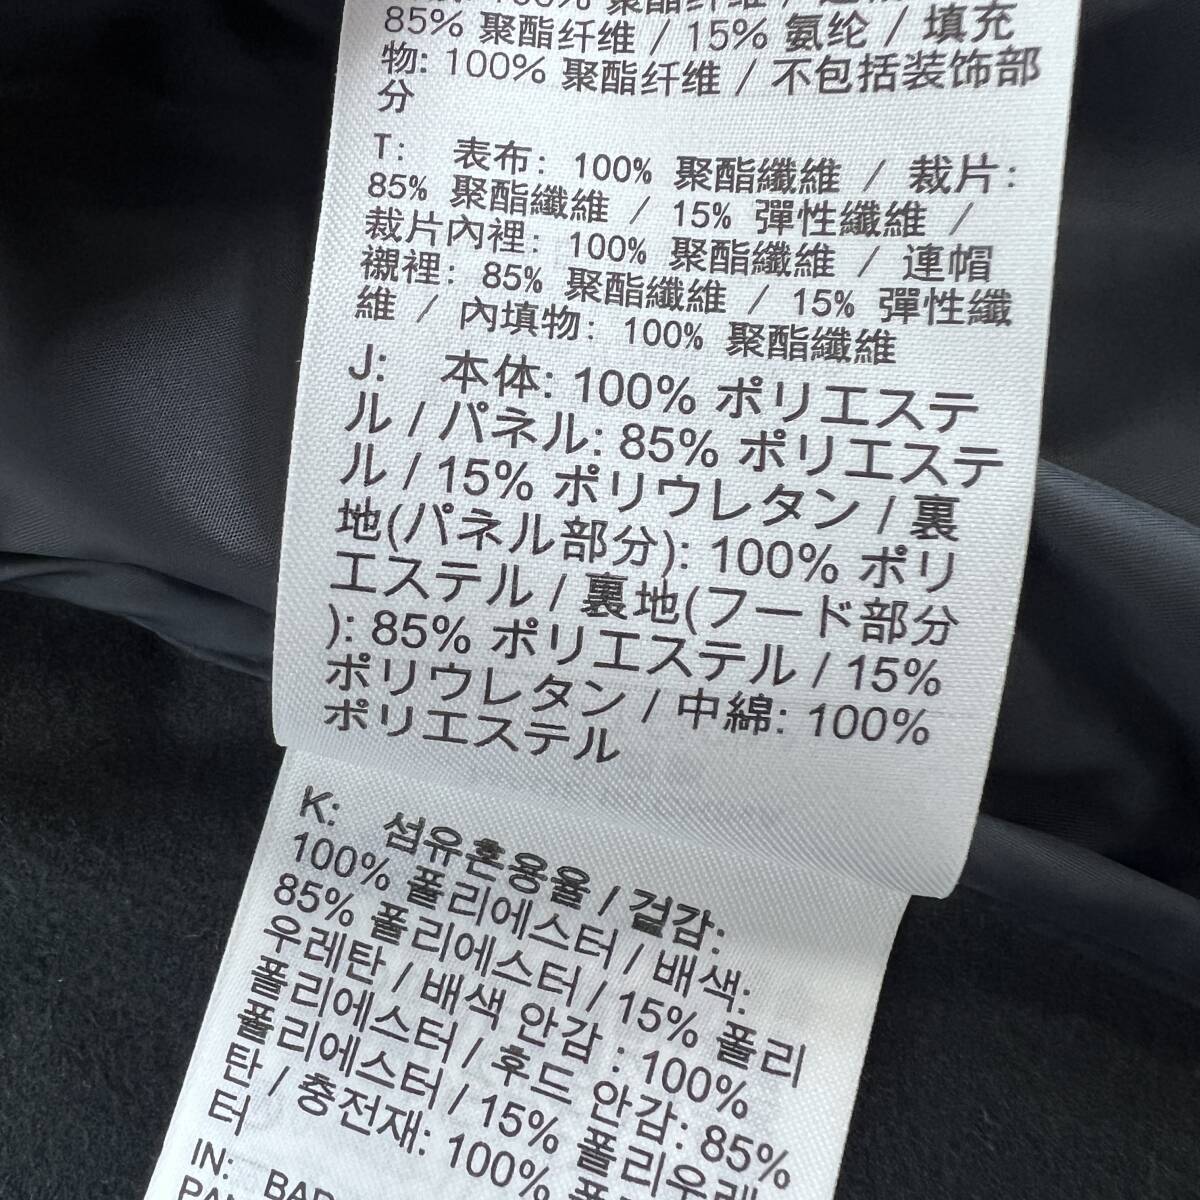 85% 聚酯纤维 / 15% 氨纶 / 填充
物: 100% 聚酯纤维 / 不包括装饰部
分
T: 表布: 100% 聚酯纖維 / 裁片:
85% 聚酯纖維 / 15% 彈性纖維 /
裁片內裡: 100% 聚酯纖維 / 連帽
襯裡: 85% 聚酯纖維 / 15% 彈性纖
維 / 內填物: 100% 聚酯纖維
J: 本体: 100% ポリエステ
ル / パネル: 85% ポリエステ
ル / 15% ポリウレタン / 裏
地(パネル部分): 100% ポリ
エステル / 裏地(フード部分
): 85% ポリエステル / 15%
ポリウレタン / 中綿: 100%
ポリエステル
K: 섬유혼용율 / 겉감:
100% 폴리에스터 / 배색:
85% 폴리에스터 / 15% 폴리
우레탄 / 배색 안감 : 100%
폴리에스터 / 후드 안감: 85%
폴리에스터 / 15% 폴리우레
탄 / 충전재: 100%
터
IN: